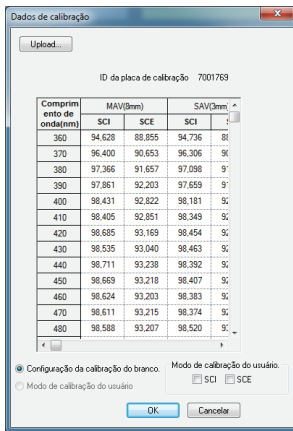 Dados de calibração
Upload...
ID da placa de calibração 7001769
Comprimento de onda(nm) MAV(8mm) SAV(3mm)
SCI SCE SCI
360 94,628 88,855 94,736
370 96,400 90,653 96,306
380 97,366 91,657 97,098
390 97,861 92,203 97,659
400 98,431 92,822 98,181
410 98,405 92,851 98,349
420 98,685 93,169 98,454
430 98,535 93,040 98,463
440 98,711 93,238 98,392
450 98,669 93,218 98,407
460 98,624 93,203 98,383
470 98,611 93,215 98,374
480 98,588 93,207 98,520
Configuração da calibração do branco.
Modo de calibração do usuário
Modo de calibração do usuário.
SCI SCE
OK Cancelar